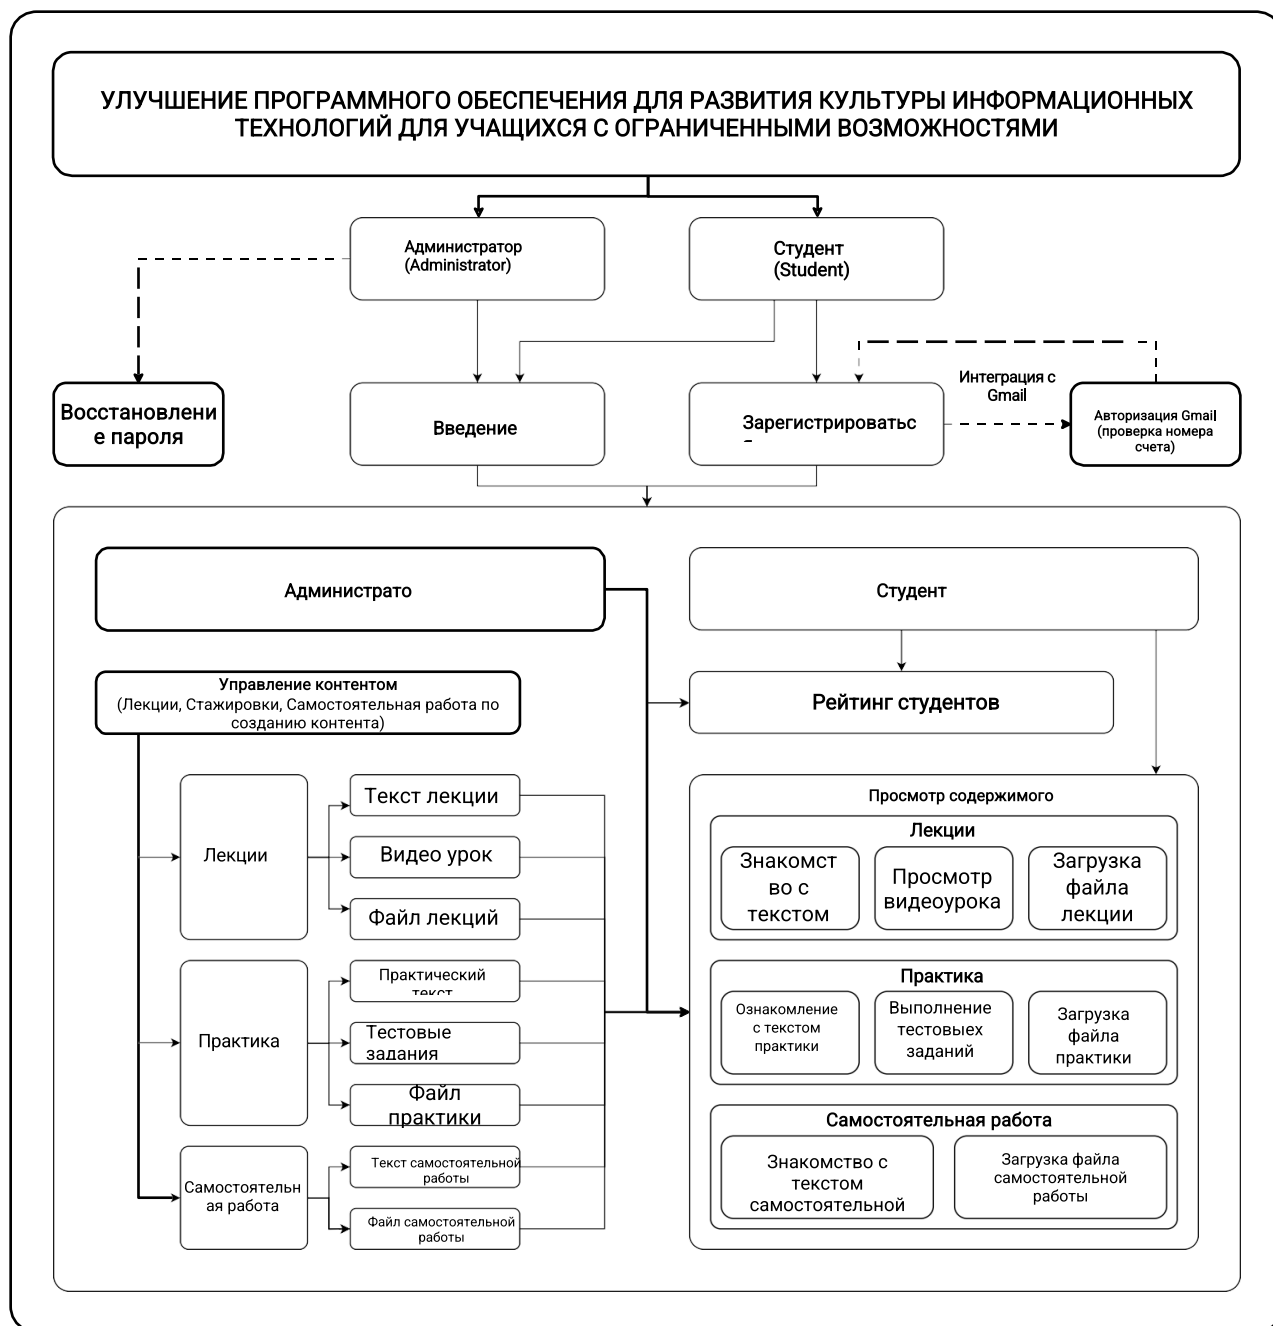 УЛУЧШЕНИЕ ПРОГРАММНОГО ОБЕСПЕЧЕНИЯ ДЛЯ РАЗВИТИЯ КУЛЬТУРЫ ИНФОРМАЦИОННЫХ
ТЕХНОЛОГИЙ ДЛЯ УЧАЩИХСЯ С ОГРАНИЧЕННЫМИ ВОЗМОЖНОСТЯМИ
Администратор
(Administrator)
Студент
(Student)
Восстановлени
е пароля
Введение
Зарегистрироватьс
Интеграция с
Gmail
Авторизация Gmail
(проверка номера
счета)
Администрато
Студент
Управление контентом
(Лекции, Стажировки, Самостоятельная работа по
созданию контента)
Рейтинг студентов
Лекции
Текст лекции
Видео урок
Файл лекций
Практика
Практический
текст
Тестовые
задания
Файл
практики
Самостоятельн
ая работа
Текст самостоятельной
работы
Файл самостоятельной
работы
Просмотр содержимого
Лекции
Знакомст
во с
текстом
Просмотр
видеоурока
Загрузка
файла
лекции
Практика
Ознакомление
с текстом
практики
Выполнение
тестовыех
заданий
Загрузка
файла
практики
Самостоятельная работа
Знакомство с
текстом
самостоятельной
Загрузка файла
самостоятельной
работы